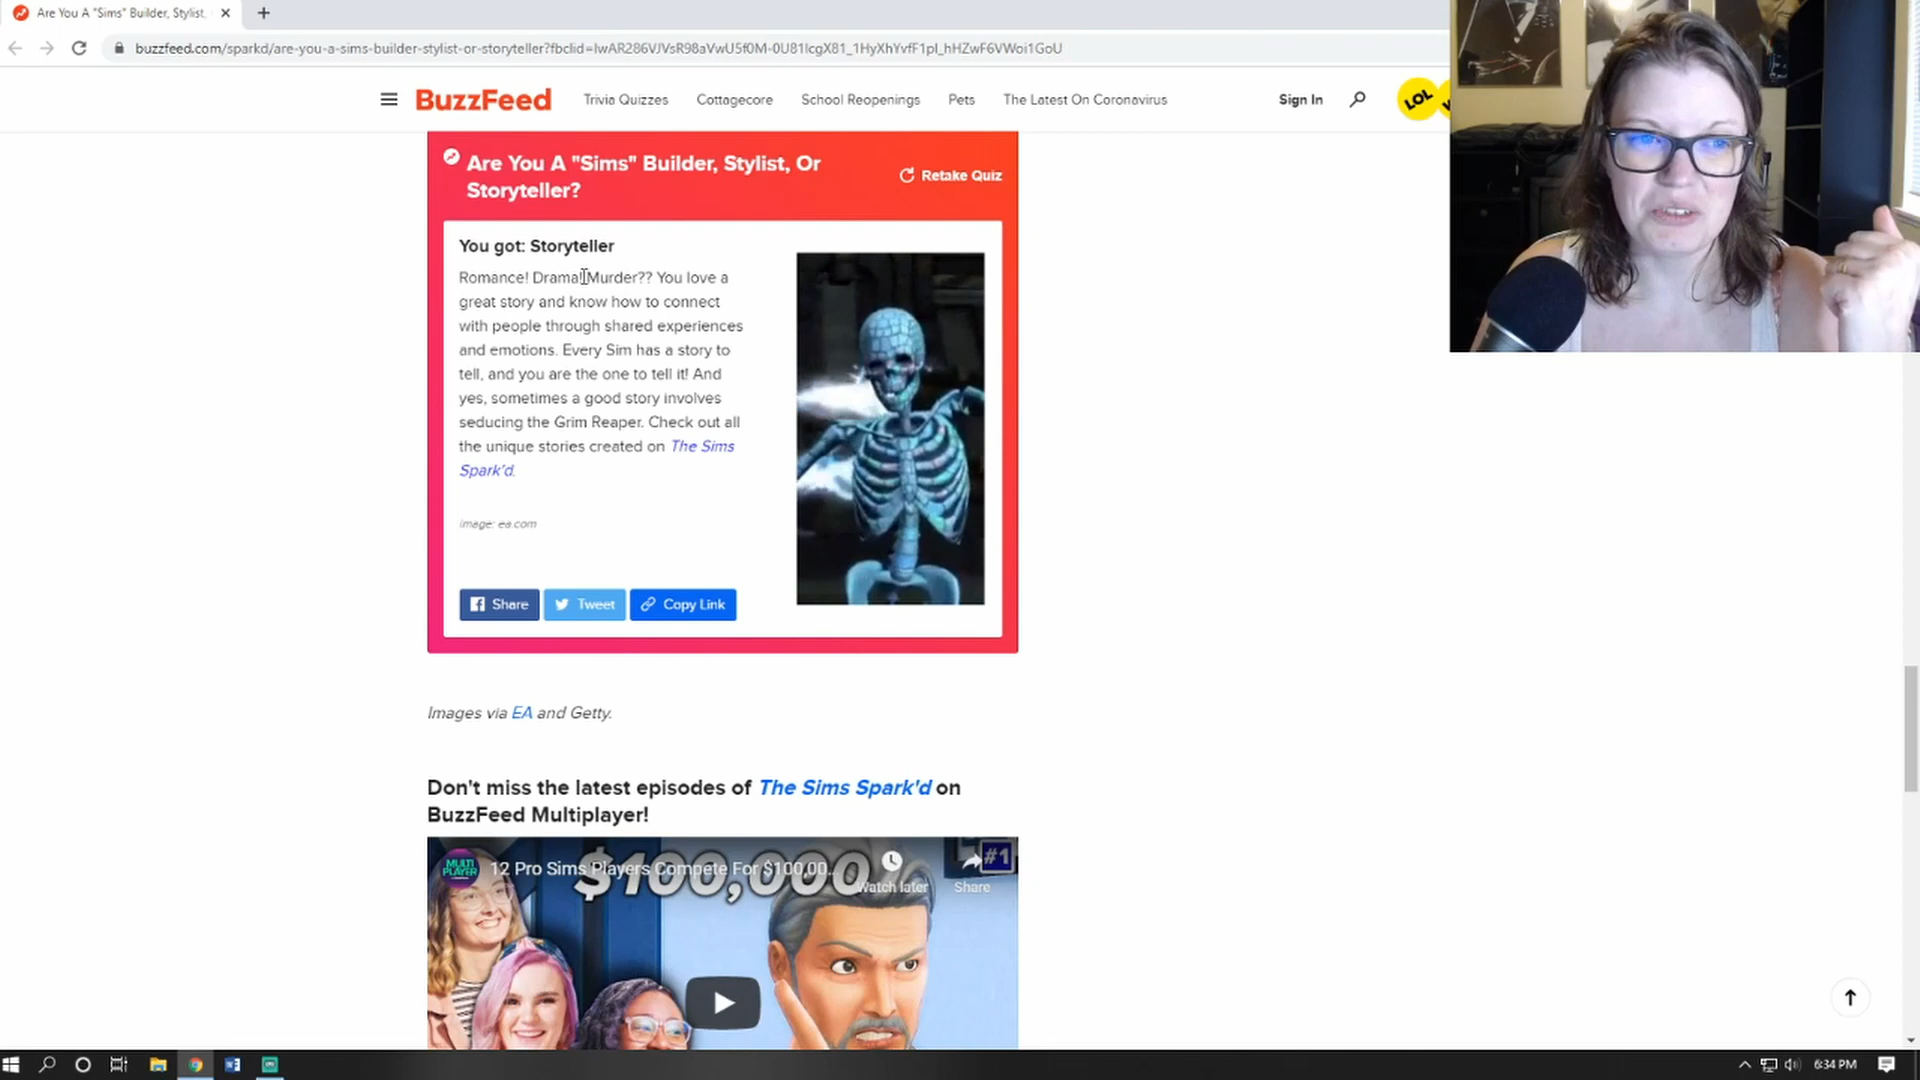 Are You A "Sims" Builder, Stylist,
buzzfeed.com/sparkd/are-you-a-sims-builder-stylist-or-storyteller?fbclid=IwAR286VJVsR98aVwU5f0M-0U81IcgX81_1HyXhYvfF1pI_hHZwF6VWoi1GoU
BuzzFeed
Trivia Quizzes
Cottagecore
School Reopenings
Pets
The Latest On Coronavirus
Sign In
LOL
Are You A "Sims" Builder, Stylist, Or
Storyteller?
Retake Quiz
You got: Storyteller
Romance! Drama! Murder?? You love a
great story and know how to connect
with people through shared experiences
and emotions. Every Sim has a story to
tell, and you are the one to tell it! And
yes, sometimes a good story involves
seducing the Grim Reaper. Check out all
the unique stories created on The Sims
Spark'd.
image: ea.com
Share
Tweet
Copy Link
Images via EA and Getty.
Don't miss the latest episodes of The Sims Spark'd on
BuzzFeed Multiplayer!
MULTI
PLAYER
12 Pro Sims Players Compete For $100,00...
$100,000
Watch later
Share
#1
6:34 PM